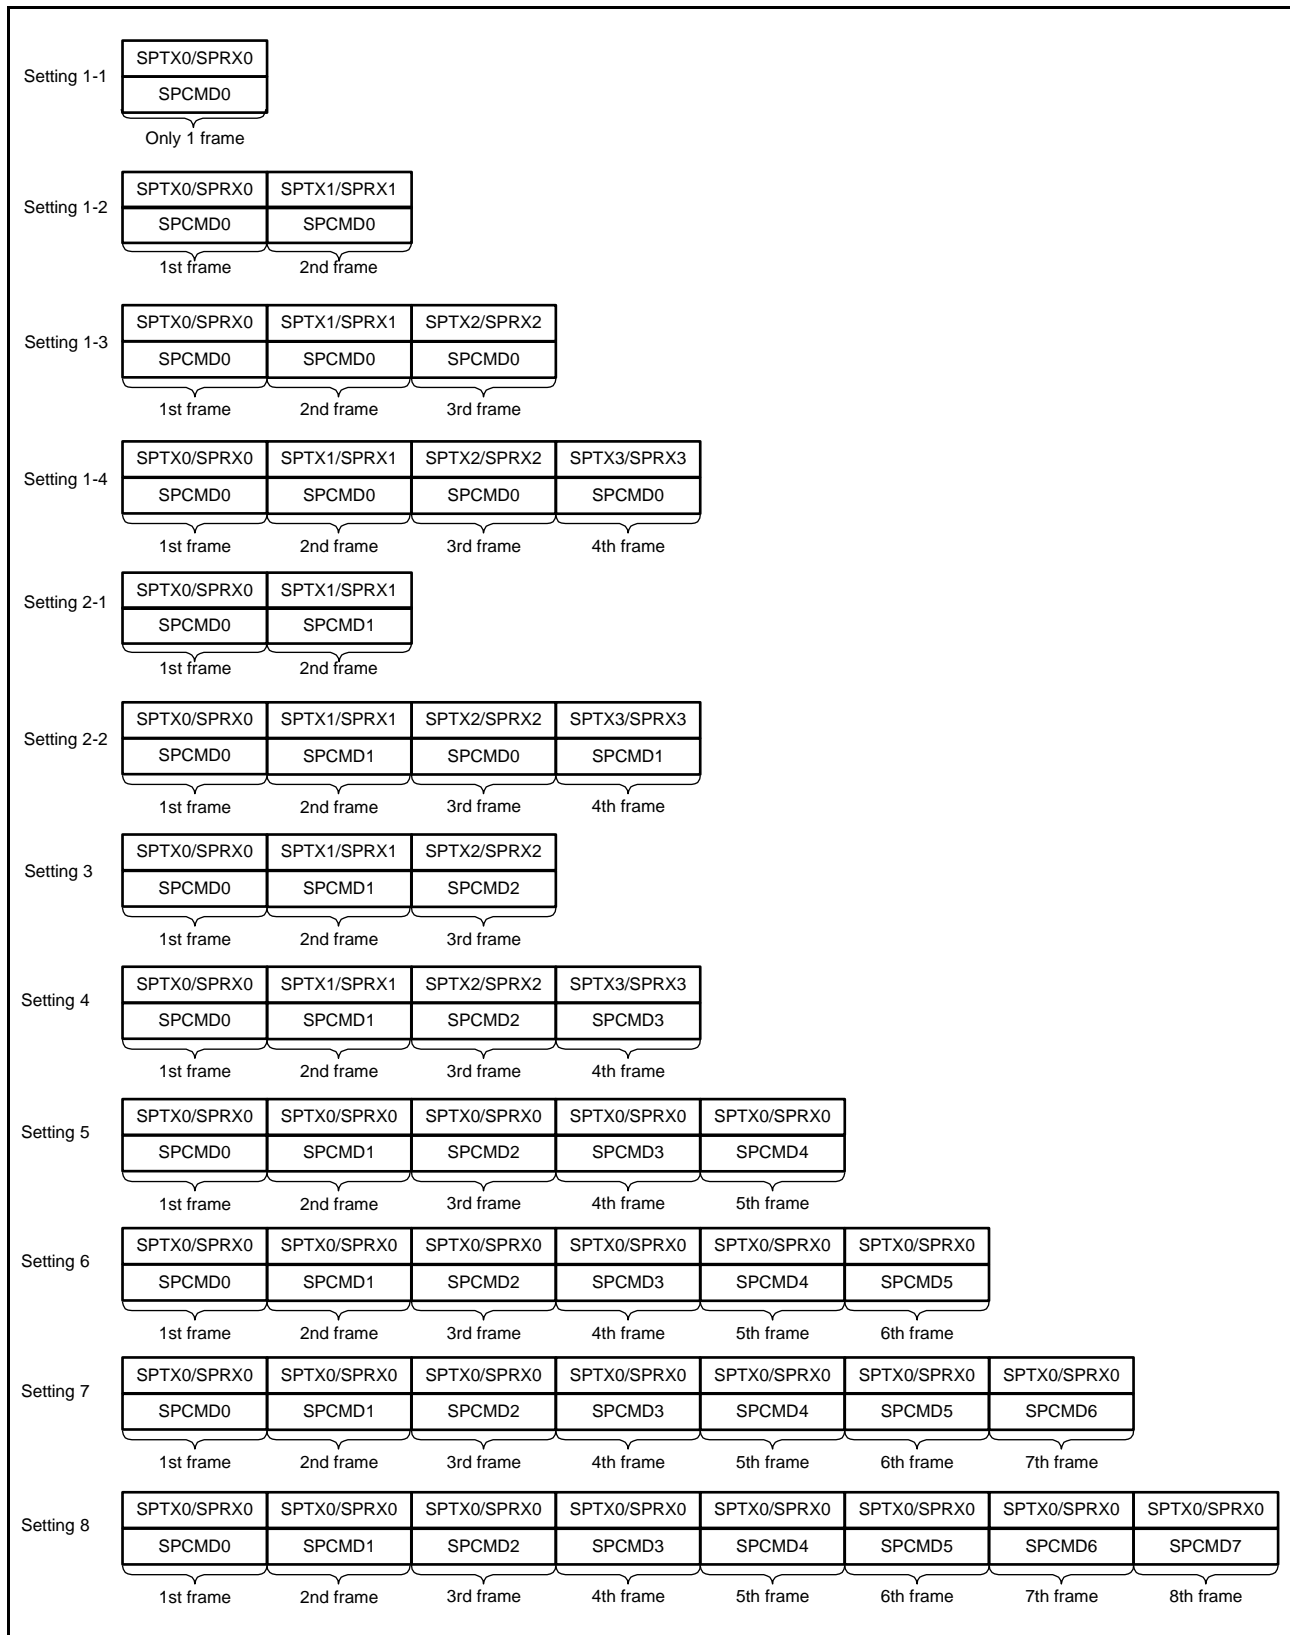 SPTX0/SPRX0
Setting 1-1
SPCMD0
Only 1 frame
SPTX0/SPRX0 SPTX1/SPRX1
Setting 1-2
SPCMD0 SPCMD0
1st frame 2nd frame
SPTX0/SPRX0 SPTX1/SPRX1 SPTX2/SPRX2
Setting 1-3
SPCMD0 SPCMD0 SPCMD0
1st frame 2nd frame 3rd frame
SPTX0/SPRX0 SPTX1/SPRX1 SPTX2/SPRX2 SPTX3/SPRX3
Setting 1-4
SPCMD0 SPCMD0 SPCMD0 SPCMD0
1st frame 2nd frame 3rd frame 4th frame
SPTX0/SPRX0 SPTX1/SPRX1
Setting 2-1
SPCMD0 SPCMD1
1st frame 2nd frame
SPTX0/SPRX0 SPTX1/SPRX1 SPTX2/SPRX2 SPTX3/SPRX3
Setting 2-2
SPCMD0 SPCMD1 SPCMD0 SPCMD1
1st frame 2nd frame 3rd frame 4th frame
SPTX0/SPRX0 SPTX1/SPRX1 SPTX2/SPRX2
Setting 3
SPCMD0 SPCMD1 SPCMD2
1st frame 2nd frame 3rd frame
SPTX0/SPRX0 SPTX1/SPRX1 SPTX2/SPRX2 SPTX3/SPRX3
Setting 4
SPCMD0 SPCMD1 SPCMD2 SPCMD3
1st frame 2nd frame 3rd frame 4th frame
SPTX0/SPRX0 SPTX0/SPRX0 SPTX0/SPRX0 SPTX0/SPRX0 SPTX0/SPRX0
Setting 5
SPCMD0 SPCMD1 SPCMD2 SPCMD3 SPCMD4
1st frame 2nd frame 3rd frame 4th frame 5th frame
SPTX0/SPRX0 SPTX0/SPRX0 SPTX0/SPRX0 SPTX0/SPRX0 SPTX0/SPRX0 SPTX0/SPRX0
Setting 6
SPCMD0 SPCMD1 SPCMD2 SPCMD3 SPCMD4 SPCMD5
1st frame 2nd frame 3rd frame 4th frame 5th frame 6th frame
SPTX0/SPRX0 SPTX0/SPRX0 SPTX0/SPRX0 SPTX0/SPRX0 SPTX0/SPRX0 SPTX0/SPRX0 SPTX0/SPRX0
Setting 7
SPCMD0 SPCMD1 SPCMD2 SPCMD3 SPCMD4 SPCMD5 SPCMD6
1st frame 2nd frame 3rd frame 4th frame 5th frame 6th frame 7th frame
SPTX0/SPRX0 SPTX0/SPRX0 SPTX0/SPRX0 SPTX0/SPRX0 SPTX0/SPRX0 SPTX0/SPRX0 SPTX0/SPRX0 SPTX0/SPRX0
Setting 8
SPCMD0 SPCMD1 SPCMD2 SPCMD3 SPCMD4 SPCMD5 SPCMD6 SPCMD7
1st frame 2nd frame 3rd frame 4th frame 5th frame 6th frame 7th frame 8th frame